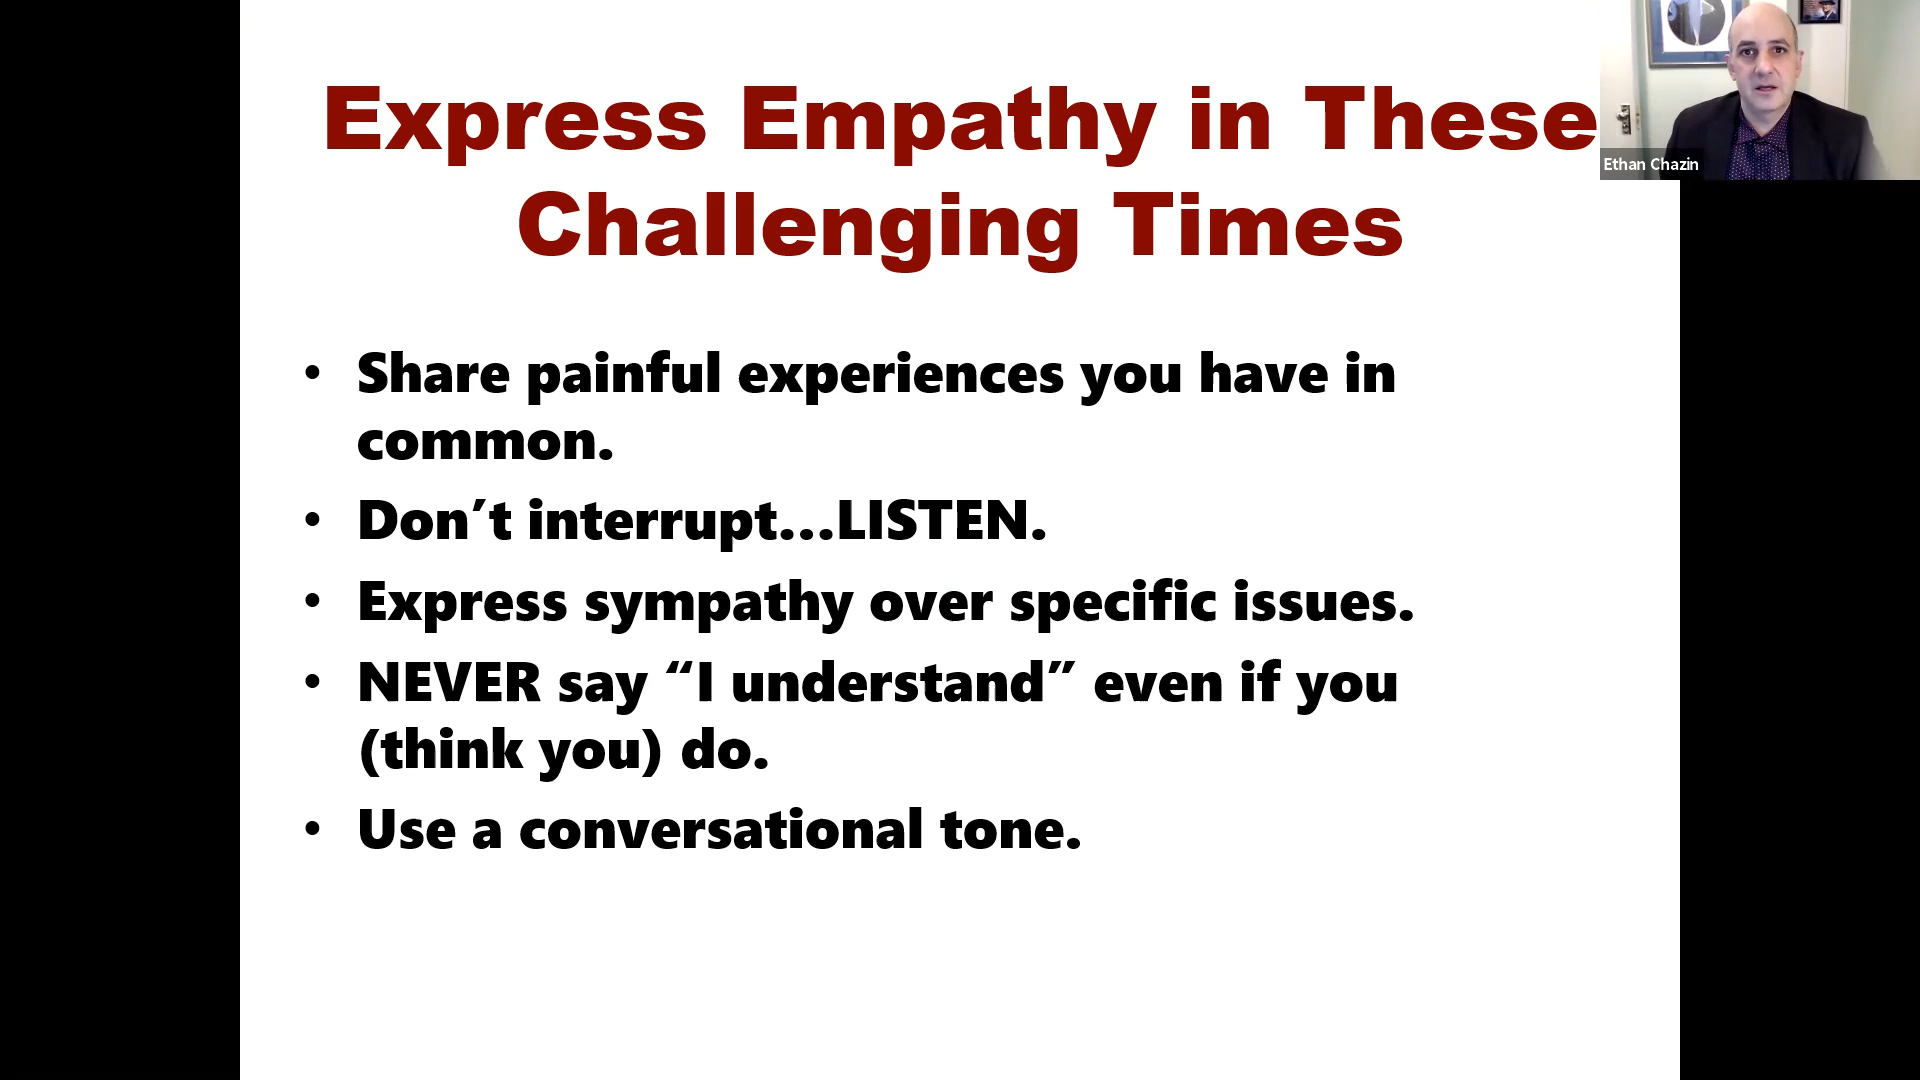 Express Empathy in These
Challenging Times
Ethan Chazin
• Share painful experiences you have in
common.
• Don′t interrupt…LISTEN.
• Express sympathy over specific issues.
• NEVER say “I understand” even if you
(think you) do.
• Use a conversational tone.